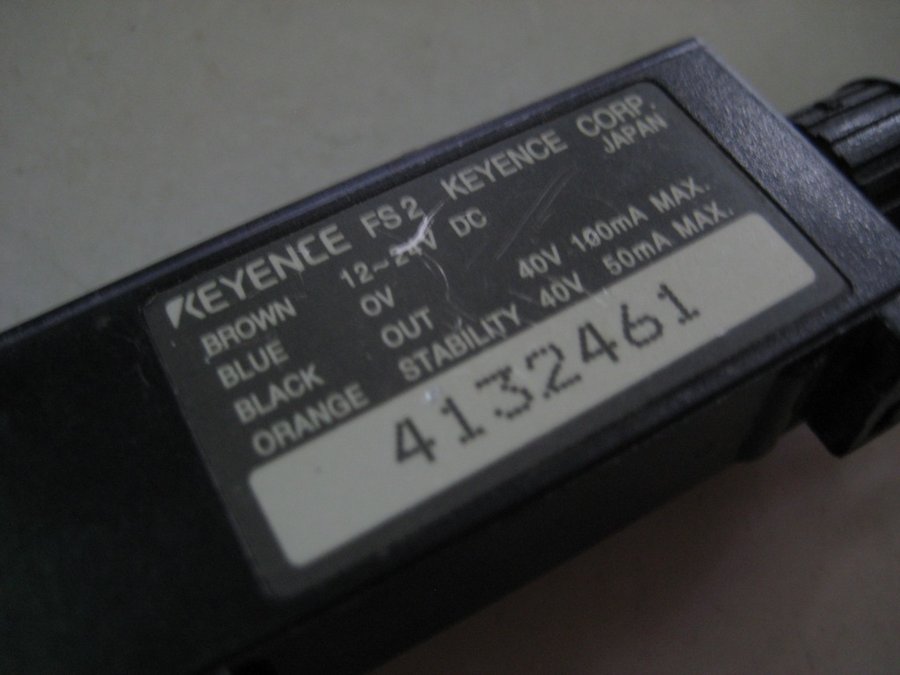 KEYENCE FS2 KEYENCE CORP.
JAPAN
BROWN 12~24V DC
BLUE 0V
BLACK OUT 40V 100mA MAX.
ORANGE STABILITY 40V 50mA MAX.
4132461